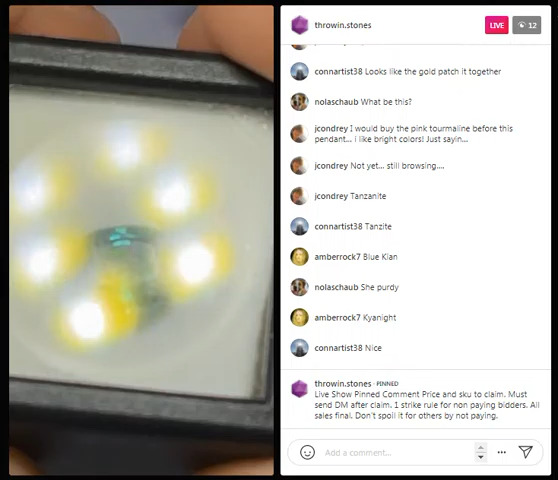 throwin.stones
LIVE
12
connartist38 Looks like the gold patch it together
nolaschaub What be this?
jcondrey I would buy the pink tourmaline before this
pendant... i like bright colors! Just sayin...
jcondrey Not yet... still browsing....
jcondrey Tanzanite
connartist38 Tanzite
amberrock7 Blue Kian
nolaschaub She purdy
amberrock7 Kyanight
connartist38 Nice
throwin.stones · PINNED
Live Show Pinned Comment Price and sku to claim. Must
send DM after claim. 1 strike rule for non paying bidders. All
sales final. Don't spoil it for others by not paying.
Add a comment...